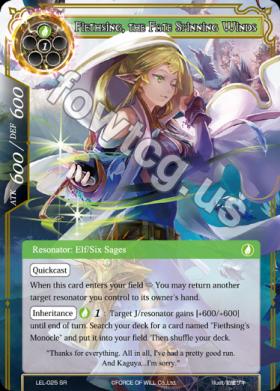 Fiethsing, the Fate Spinning Winds
1
ATK 600 / DEF 600
fowtcg.us
Resonator: Elf/Six Sages
Quickcast
When this card enters your field ⇨ You may return another
target resonator you control to its owner's hand.
Inheritance 1 : Target J/resonator gains [+600/+600]
until end of turn. Search your deck for a card named "Fiethsing's
Monocle" and put it into your field. Then shuffle your deck.
"Thanks for everything. All in all, I've had a pretty good run.
And Kaguya...I'm sorry."
LEL-025 SR
©FORCE OF WILL Co.,Ltd.